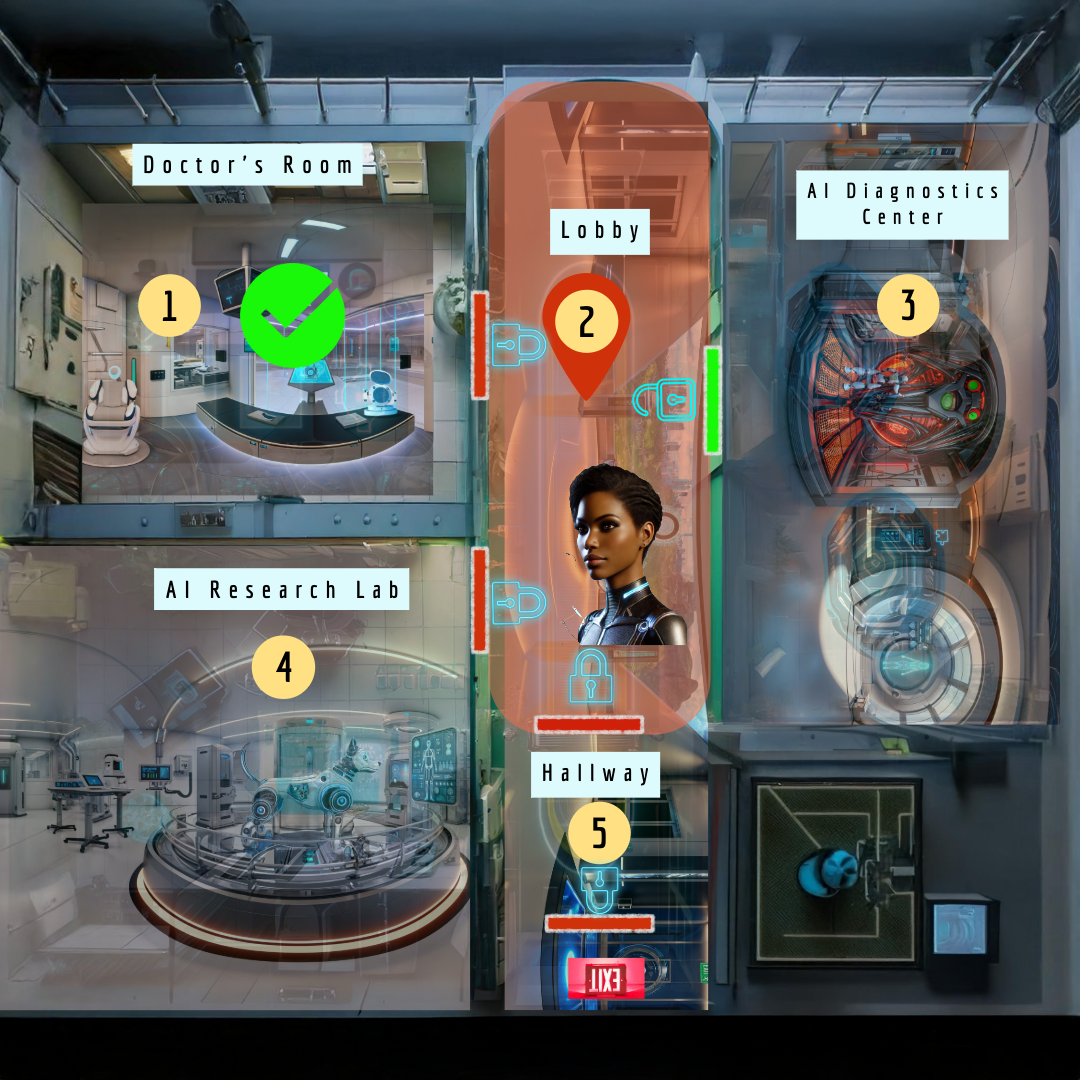 Doctor's Room
Lobby
AI Diagnostics
Center
1
2
3
AI Research Lab
4
Hallway
5
EXIT